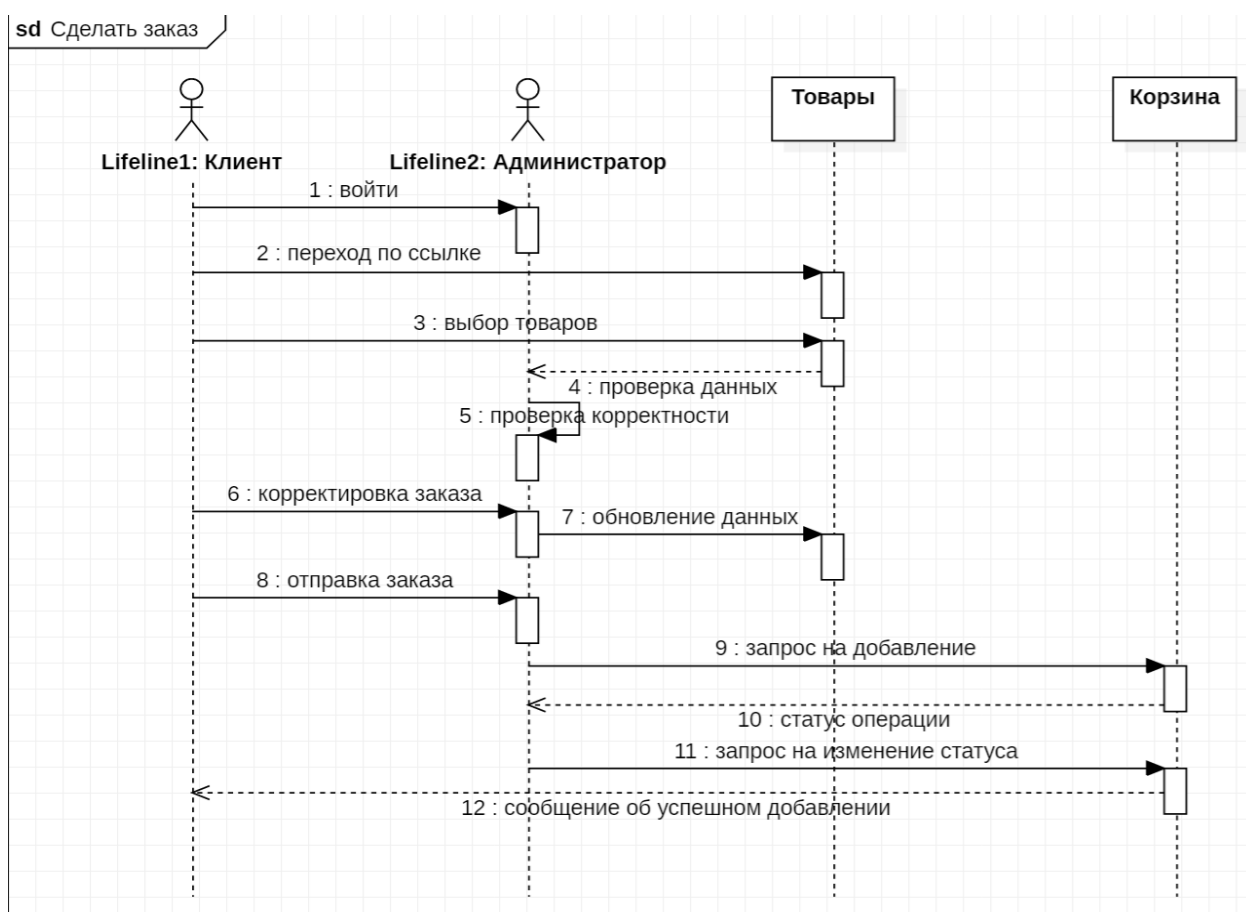 sd Сделать заказ
Товары
Корзина
Lifeline1: Клиент
Lifeline2: Администратор
1 : войти
2 : переход по ссылке
3 : выбор товаров
4 : проверка данных
5 : проверка корректности
6 : корректировка заказа
7 : обновление данных
8 : отправка заказа
9 : запрос на добавление
10 : статус операции
11 : запрос на изменение статуса
12 : сообщение об успешном добавлении